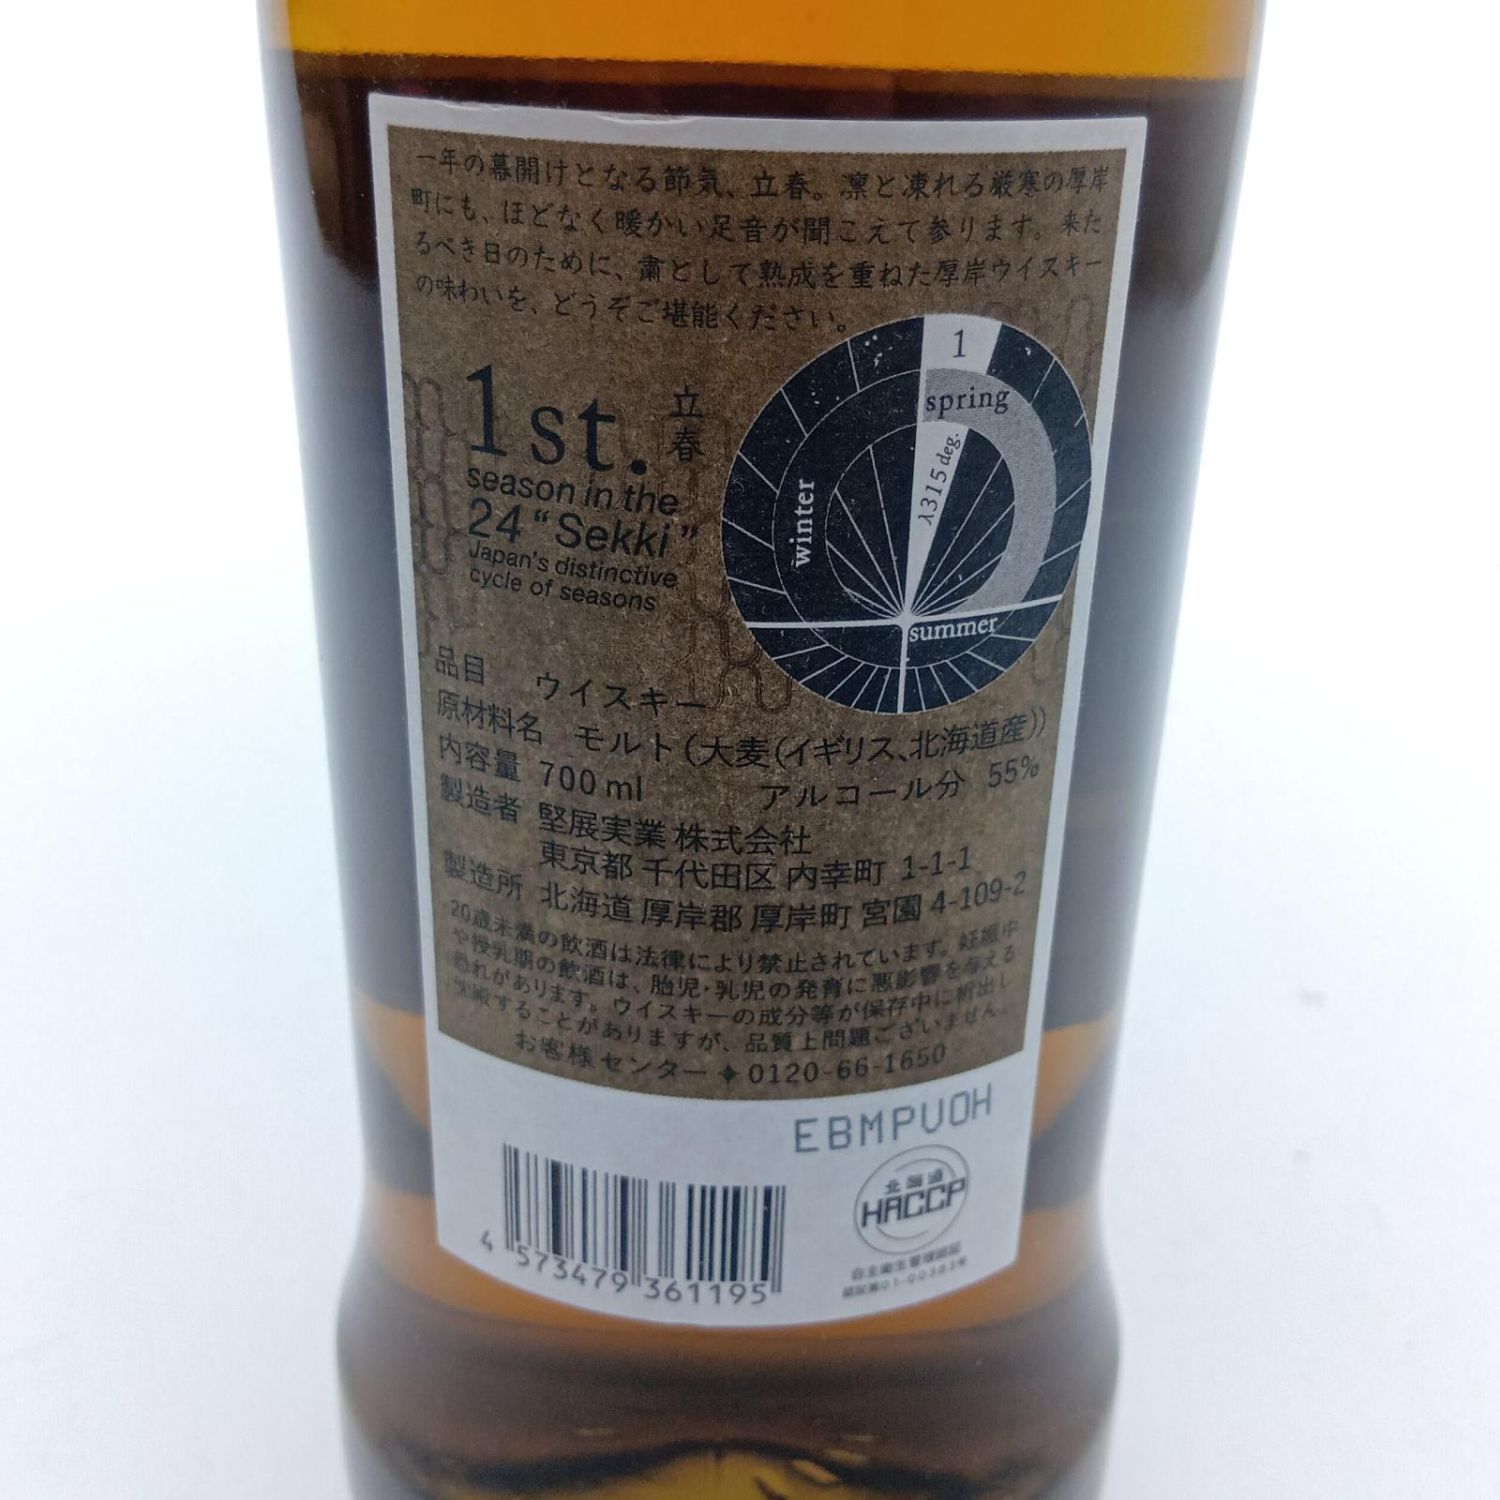 一年の幕開けとなる節気、立春。凛と凍れる厳寒の厚岸
町にも、ほどなく暖かい足音が聞こえて参ります。来た
るべき日のために、粛として熟成を重ねた厚岸ウイスキー
の味わいを、どうぞご堪能ください。
1
spring
λ315 deg.
winter
summer
1st. 立春
season in the
24 “Sekki”
Japan's distinctive
cycle of seasons
品目 ウイスキー
原材料名 モルト（大麦（イギリス、北海道産））
内容量 700 ml アルコール分 55%
製造者 堅展実業 株式会社
東京都 千代田区 内幸町 1-1-1
製造所 北海道 厚岸郡 厚岸町 宮園 4-109-2
20歳未満の飲酒は法律により禁止されています。妊娠中
や授乳期の飲酒は、胎児・乳児の発育に悪影響を与える
恐れがあります。ウイスキーの成分等が保存中に析出し
沈殿することがありますが、品質上問題ございません。
お客様センター ✦ 0120-66-1650
EBMPVOH
北海道
HACCP
自主衛生管理認証
4 573479 361195